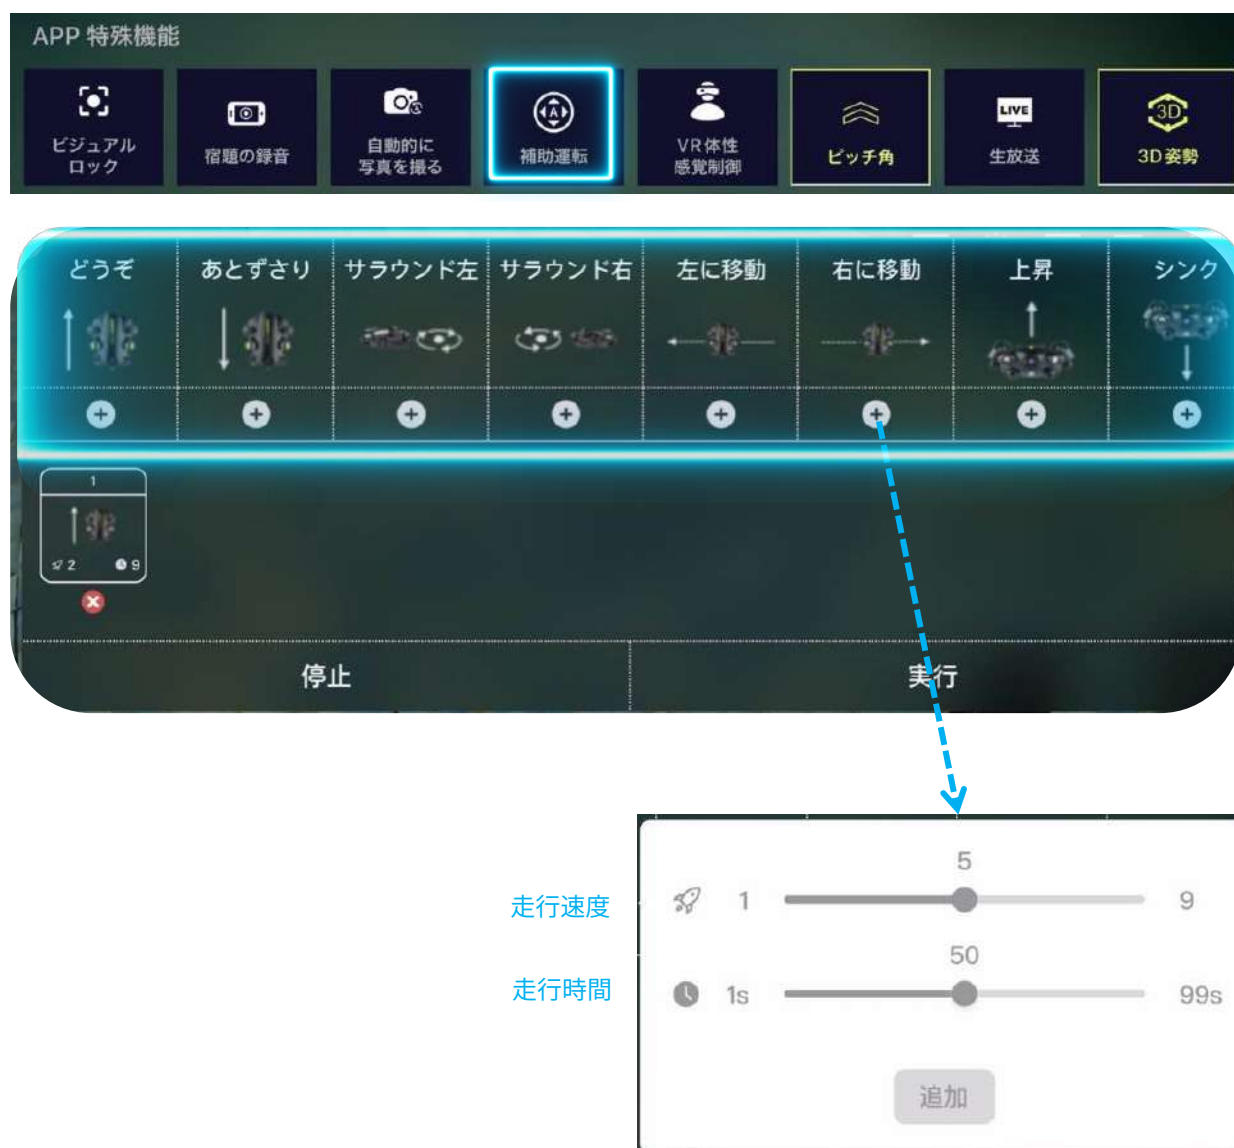 APP 特殊機能
ビジュアル
ロック
宿題の録音
自動的に
写真を撮る
補助運転
VR体性
感覚制御
ピッチ角
LIVE
生放送
3D
3D姿勢
どうぞ
あとずさり
サラウンド左
サラウンド右
左に移動
右に移動
上昇
シンク
1
2
9
停止
実行
5
走行速度
1
9
50
走行時間
1s
99s
追加